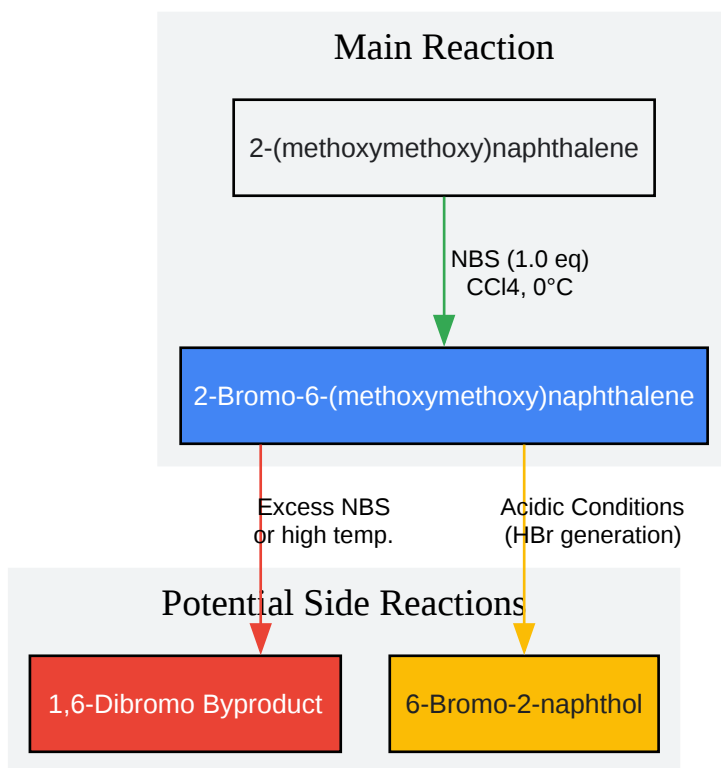 Main Reaction
2-(methoxymethoxy)naphthalene
NBS (1.0 eq)
CCl4, 0°C
2-Bromo-6-(methoxymethoxy)naphthalene
Excess NBS
or high temp.
Acidic Conditions
(HBr generation)
Potential Side Reactions
1,6-Dibromo Byproduct
6-Bromo-2-naphthol